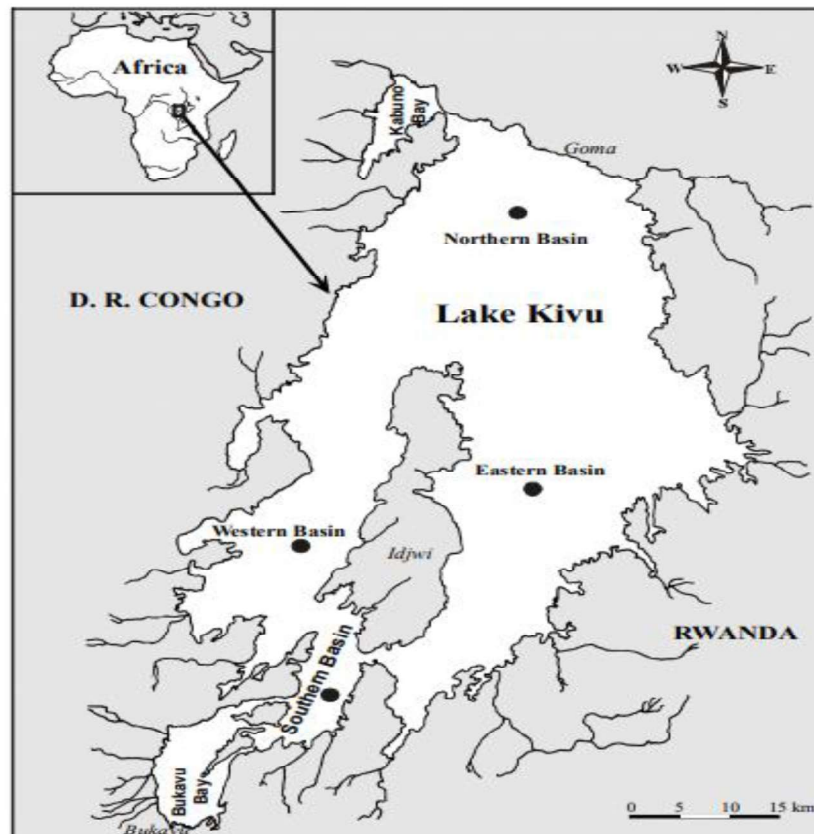 Africa
N
W E
S
Kabuno
Bay
Goma
Northern Basin
D. R. CONGO
Lake Kivu
Eastern Basin
Western Basin
Idjwi
RWANDA
Southern Basin
Bukavu
Bay
Bukavu
0 5 10 15 km